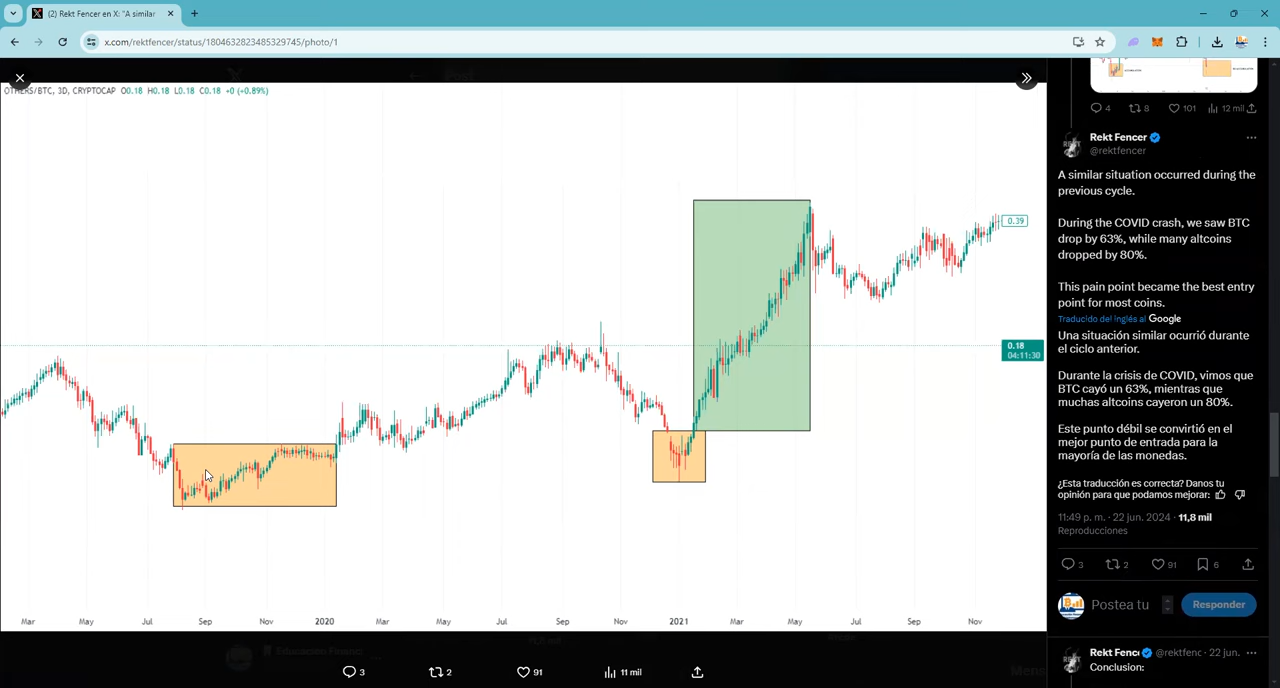 (2) Rekt Fencer en X: "A similar
x.com/rektfencer/status/1804632823485329745/photo/1
Post
OTHERS/BTC, 3D, CRYPTOCAP O0.18 H0.18 L0.18 C0.18 +0 (+0.89%)
0.39
0.18
04:11:30
Mar May Jul Sep Nov 2020 Mar May Jul Sep Nov 2021 Mar May Jul Sep Nov
3 2 91 11 mil
4 8 101 12 mil
Rekt Fencer
@rektfencer
A similar situation occurred during the
previous cycle.
During the COVID crash, we saw BTC
drop by 63%, while many altcoins
dropped by 80%.
This pain point became the best entry
point for most coins.
Traducido del inglés al Google
Una situación similar ocurrió durante
el ciclo anterior.
Durante la crisis de COVID, vimos que
BTC cayó un 63%, mientras que
muchas altcoins cayeron un 80%.
Este punto débil se convirtió en el
mejor punto de entrada para la
mayoría de las monedas.
¿Esta traducción es correcta? Danos tu
opinión para que podamos mejorar:
11:49 p. m. · 22 jun. 2024 · 11,8 mil
Reproducciones
3 2 91 6
Postea tu Responder
Rekt Fence @rektfenc · 22 jun.
Conclusion: